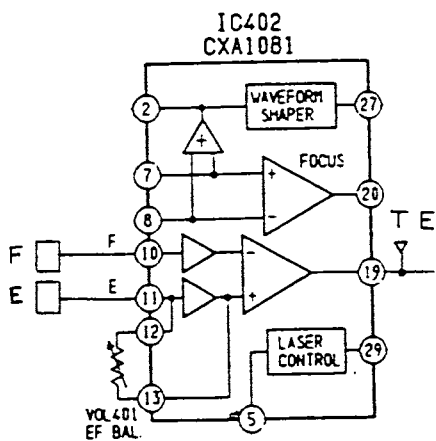 IC402
CXA1081
2
WAVEFORM
SHAPER
27
+
7
+
FOCUS
8
-
20
F
F
10
-
TE
E
E
11
+
19
12
LASER
CONTROL
29
13
VOL401
EF BAL.
5